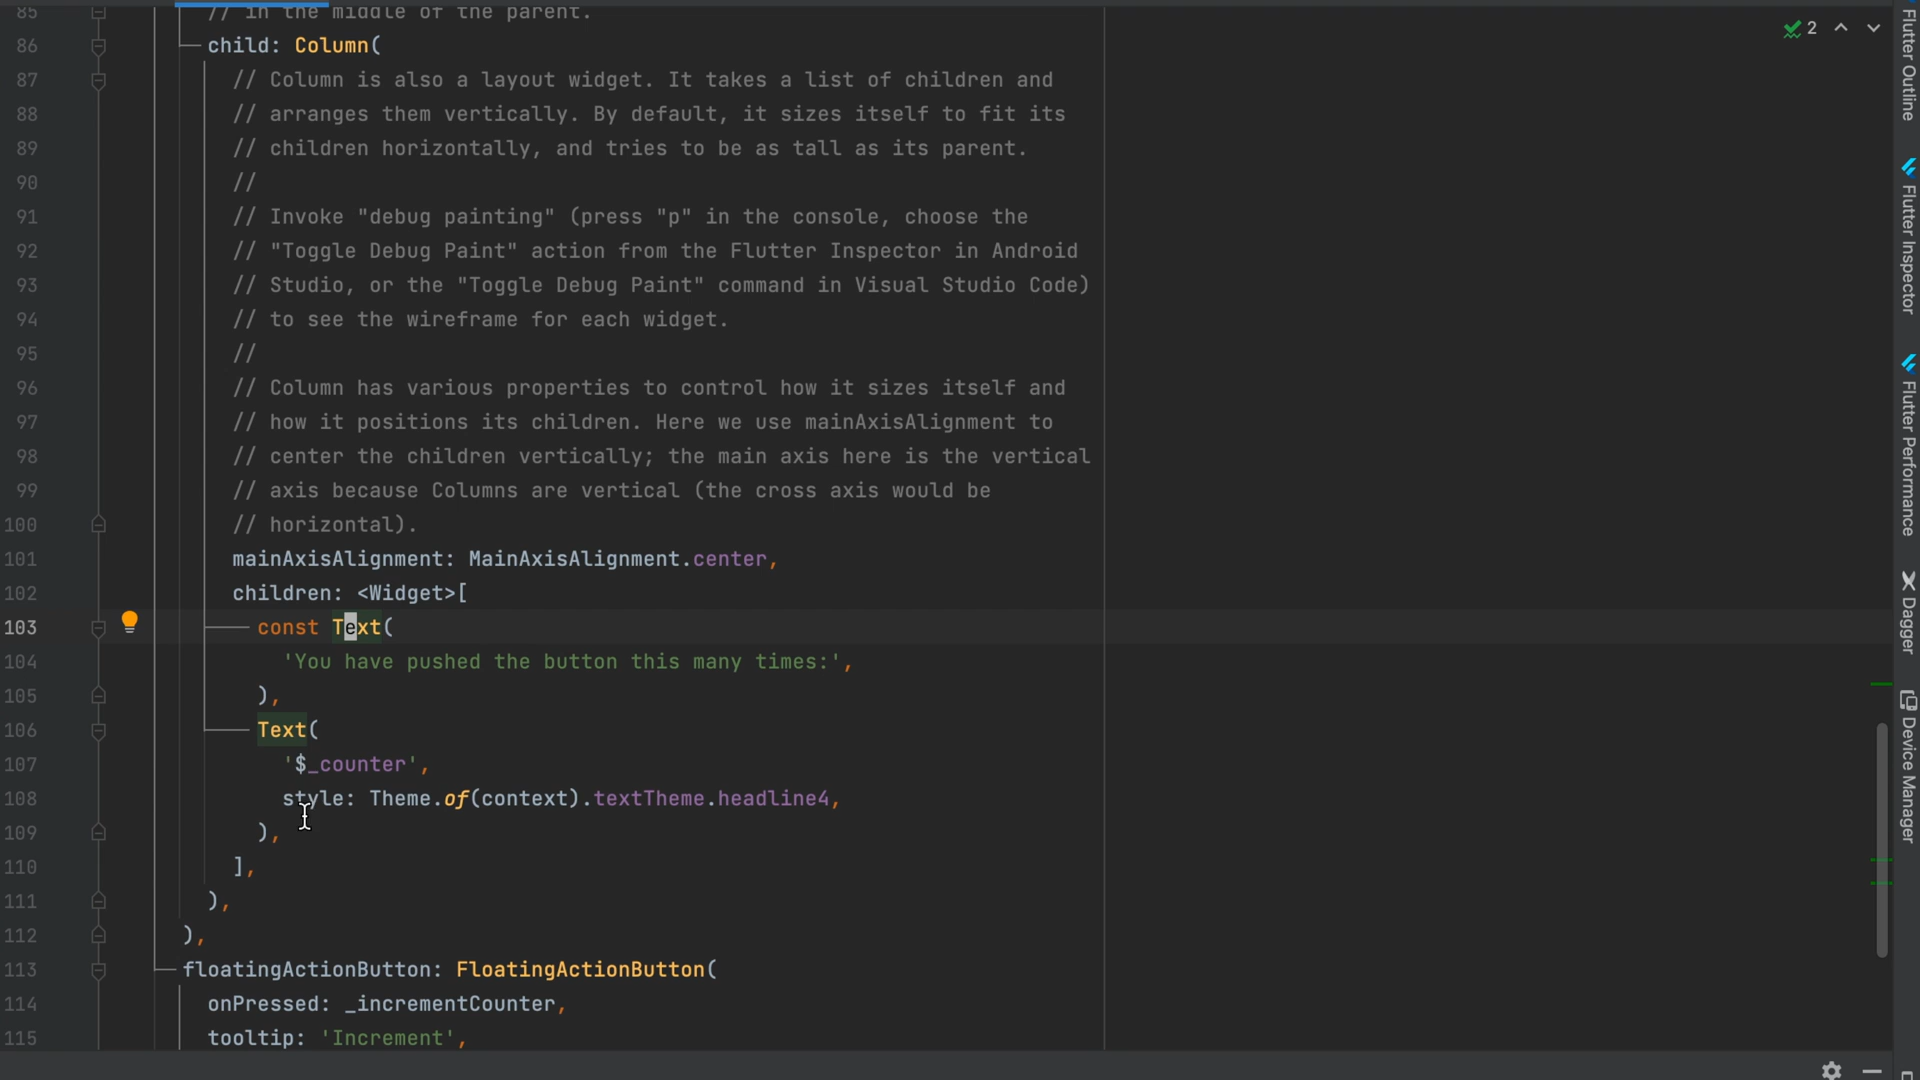 85 // in the middle of the parent.
86 child: Column(
87 // Column is also a layout widget. It takes a list of children and
88 // arranges them vertically. By default, it sizes itself to fit its
89 // children horizontally, and tries to be as tall as its parent.
90 //
91 // Invoke "debug painting" (press "p" in the console, choose the
92 // "Toggle Debug Paint" action from the Flutter Inspector in Android
93 // Studio, or the "Toggle Debug Paint" command in Visual Studio Code)
94 // to see the wireframe for each widget.
95 //
96 // Column has various properties to control how it sizes itself and
97 // how it positions its children. Here we use mainAxisAlignment to
98 // center the children vertically; the main axis here is the vertical
99 // axis because Columns are vertical (the cross axis would be
100 // horizontal).
101 mainAxisAlignment: MainAxisAlignment.center,
102 children: <Widget>[
103 const Text(
104 'You have pushed the button this many times:',
105 ),
106 Text(
107 '$_counter',
108 style: Theme.of(context).textTheme.headline4,
109 ),
110 ],
111 ),
112 ),
113 floatingActionButton: FloatingActionButton(
114 onPressed: _incrementCounter,
115 tooltip: 'Increment',
2
Flutter Outline
Flutter Inspector
Flutter Performance
Dagger
Device Manager